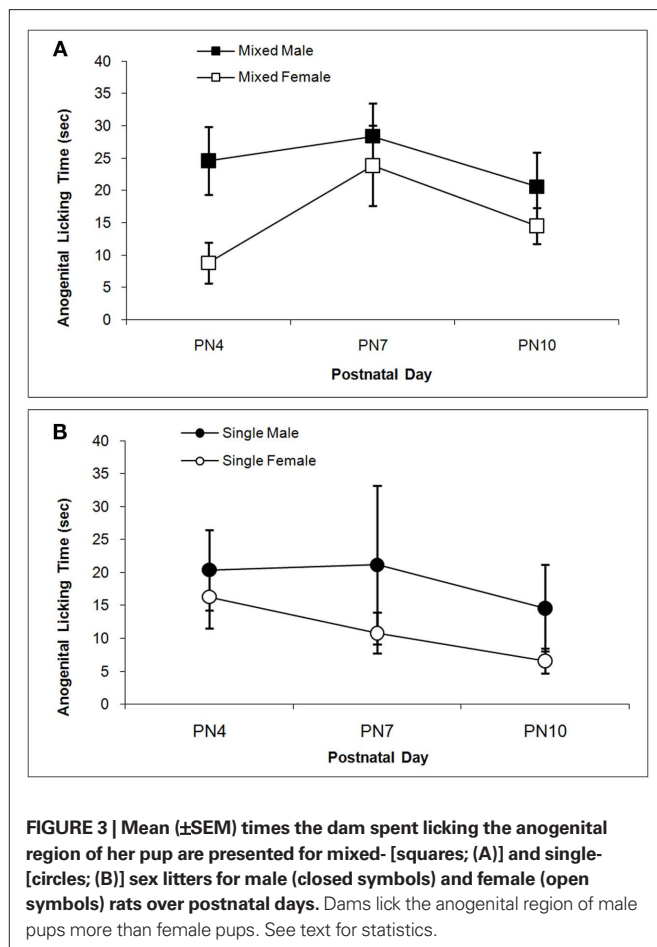 A
Mixed Male
Mixed Female
Anogenital Licking Time (sec)
40
35
30
25
20
15
10
5
0
PN4 PN7 PN10
Postnatal Day
B
Single Male
Single Female
Anogenital Licking Time (sec)
40
35
30
25
20
15
10
5
0
PN4 PN7 PN10
Postnatal Day
FIGURE 3 | Mean (±SEM) times the dam spent licking the anogenital
region of her pup are presented for mixed- [squares; (A)] and single-
[circles; (B)] sex litters for male (closed symbols) and female (open
symbols) rats over postnatal days. Dams lick the anogenital region of male
pups more than female pups. See text for statistics.